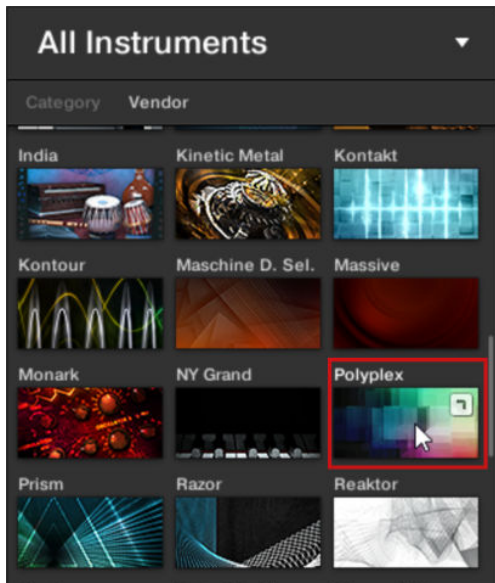 All Instruments
Category Vendor
India Kinetic Metal Kontakt
Kontour Maschine D. Sel. Massive
Monark NY Grand Polyplex
Prism Razor Reaktor